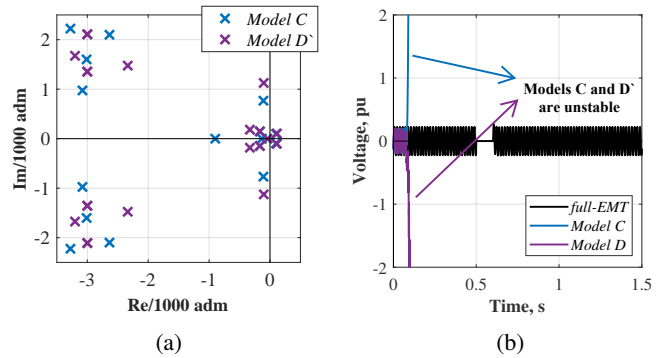 2
1
0
-1
-2
Im/1000 adm
-3
-2
-1
0
Re/1000 adm
Model C
Model D`
(a)
2
1
0
-1
-2
Voltage, pu
0
0.5
1
1.5
Time, s
Models C and D`
are unstable
full-EMT
Model C
Model D
(b)